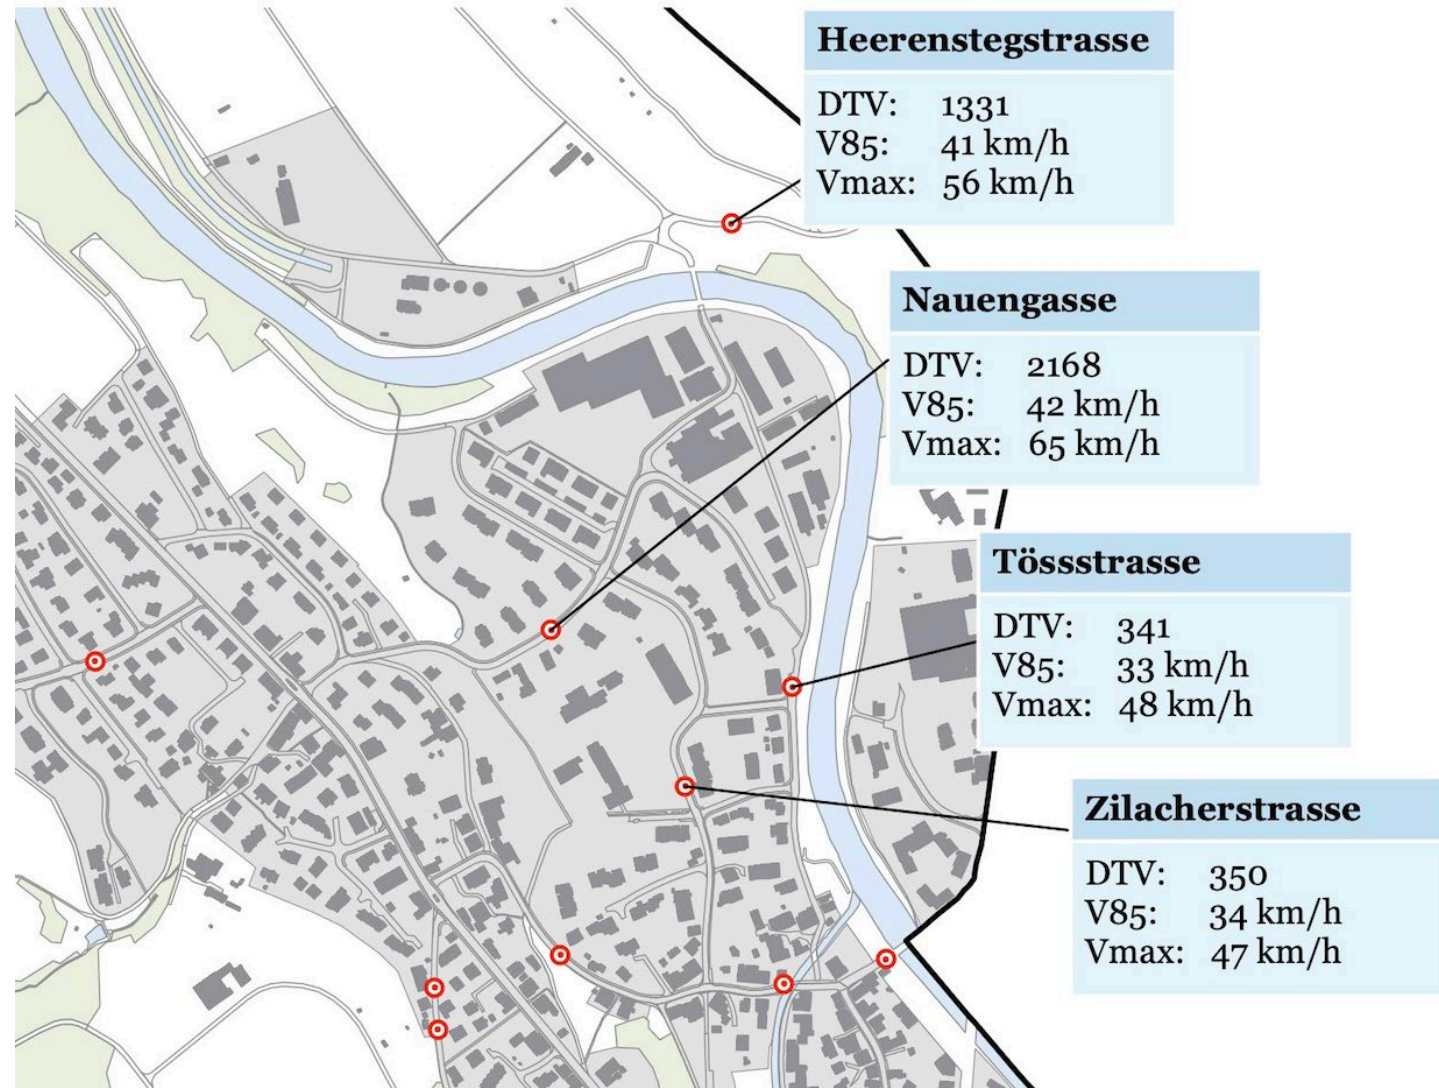 Heerenstegstrasse
DTV: 1331
V85: 41 km/h
Vmax: 56 km/h
Nauengasse
DTV: 2168
V85: 42 km/h
Vmax: 65 km/h
Tössstrasse
DTV: 341
V85: 33 km/h
Vmax: 48 km/h
Zilacherstrasse
DTV: 350
V85: 34 km/h
Vmax: 47 km/h